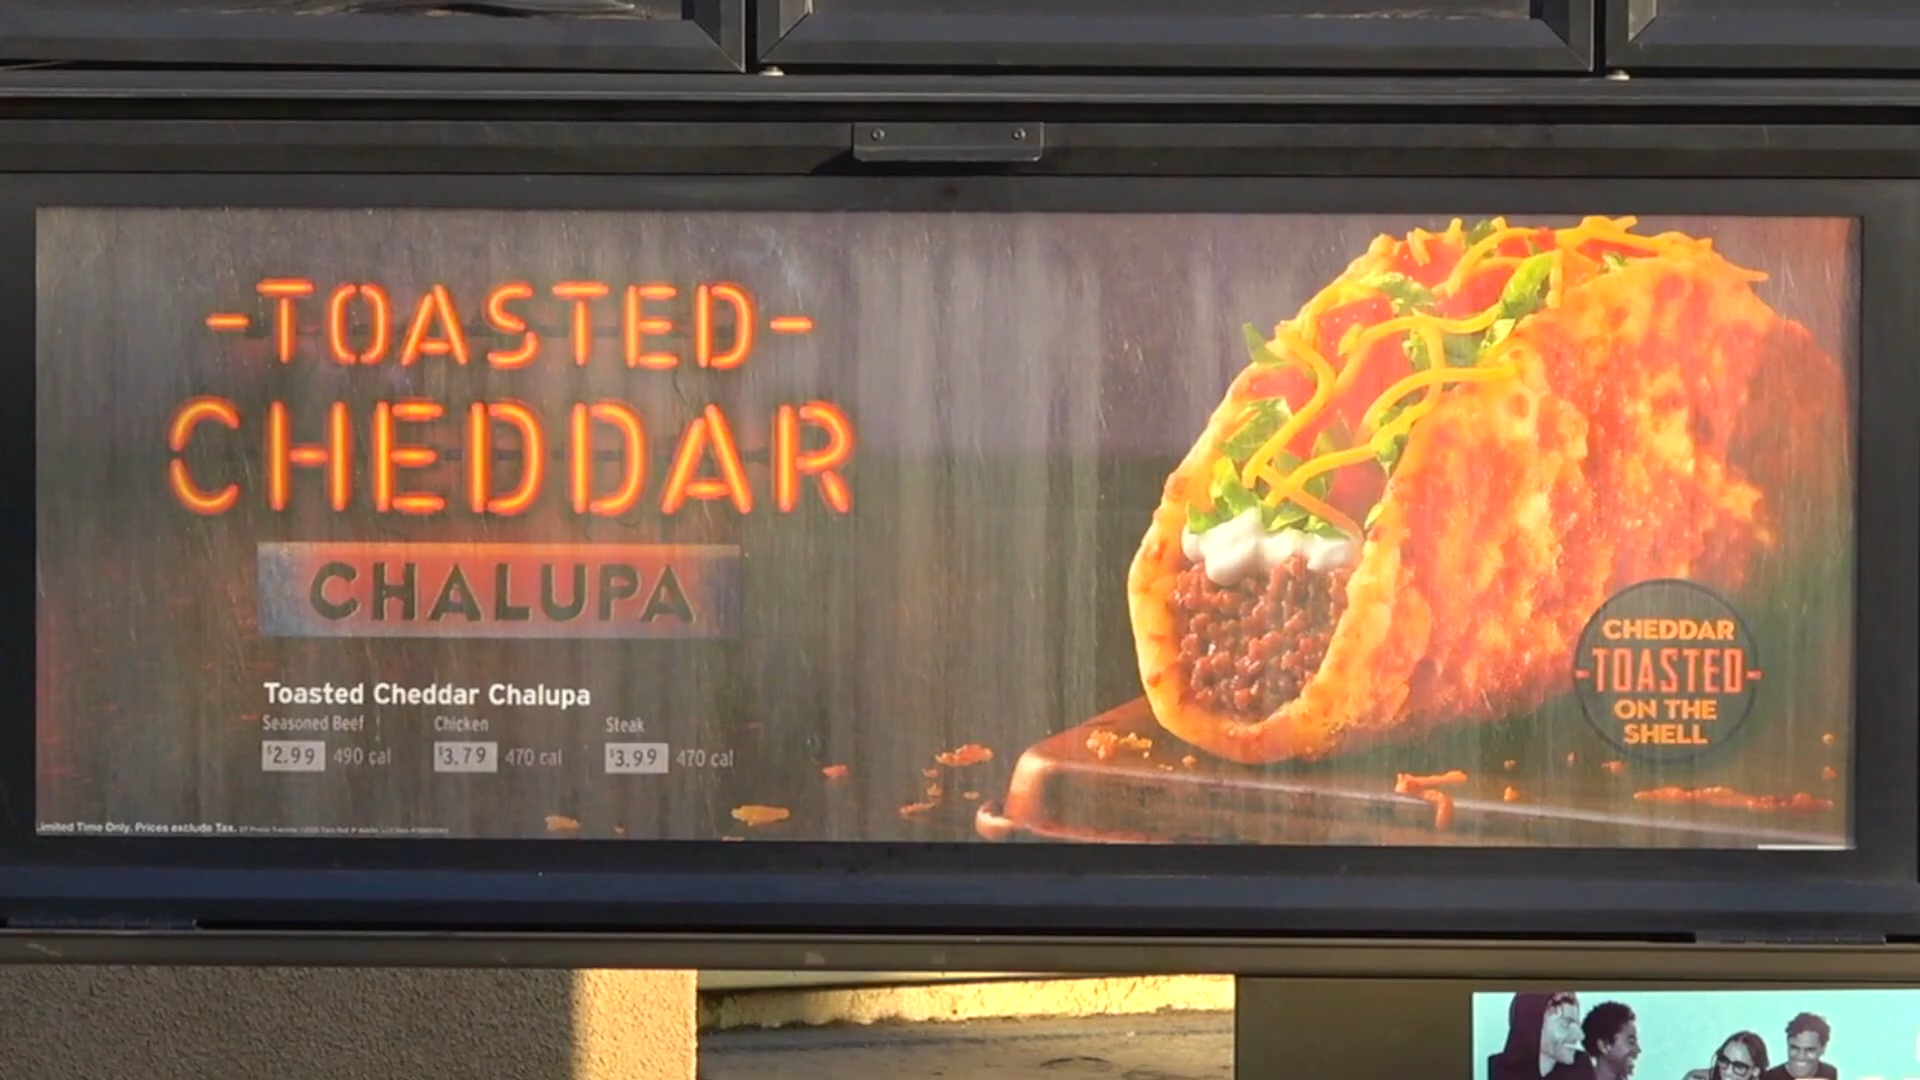 -TOASTED-
CHEDDAR
CHALUPA
Toasted Cheddar Chalupa
Seasoned Beef Chicken Steak
$2.99 490 cal $3.79 470 cal $3.99 470 cal
Limited Time Only. Prices exclude Tax.
CHEDDAR
-TOASTED-
ON THE
SHELL